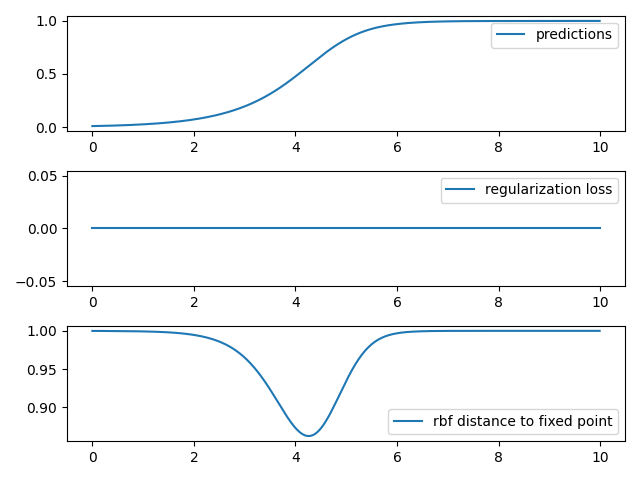 1.0
predictions
0.5
0.0
0 2 4 6 8 10
0.05
regularization loss
0.00
−0.05
0 2 4 6 8 10
1.00
0.95
0.90
rbf distance to fixed point
0 2 4 6 8 10